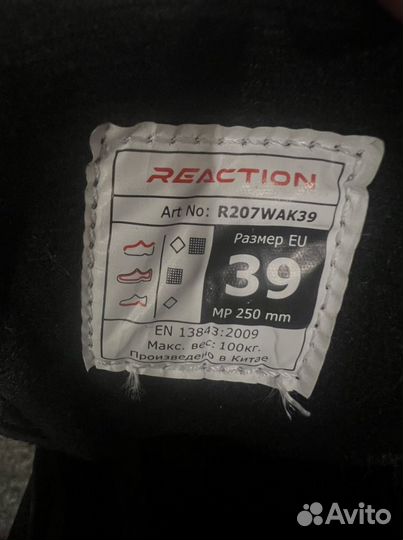 REACTION
Art No: R207WAK39
Размер EU
39
MP 250 mm
EN 13843:2009
Макс. вес: 100кг.
Произведено в Китае
Avito